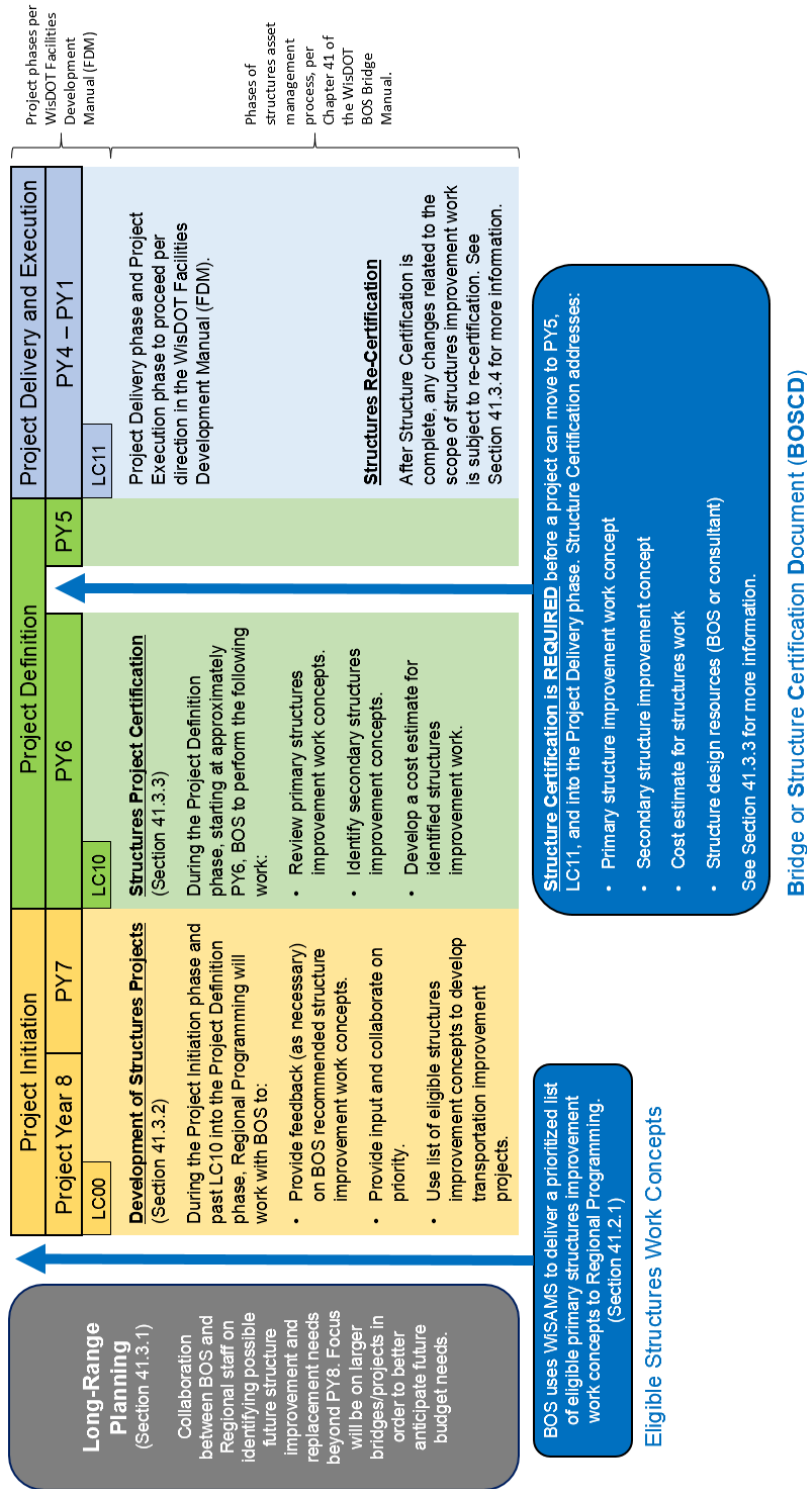 Long-Range
Planning
(Section 41.3.1)
Collaboration
between BOS and
Regional staff on
identifying possible
future structure
improvement and
replacement needs
beyond PY8. Focus
will be on larger
bridges/projects in
order to better
anticipate future
budget needs.
Project Initiation
Project Year 8
PY7
LC00
Development of Structures Projects
(Section 41.3.2)
During the Project Initiation phase and
past LC10 into the Project Definition
phase, Regional Programming will
work with BOS to:
• Provide feedback (as necessary)
on BOS recommended structure
improvement work concepts.
• Provide input and collaborate on
priority.
• Use list of eligible structures
improvement concepts to develop
transportation improvement
projects.
Project Definition
PY6
PY5
LC10
Structures Project Certification
(Section 41.3.3)
During the Project Definition
phase, starting at approximately
PY6, BOS to perform the following
work:
• Review primary structures
improvement work concepts.
• Identify secondary structures
improvement concepts.
• Develop a cost estimate for
identified structures
improvement work.
Project Delivery and Execution
PY4 – PY1
LC11
Project Delivery phase and Project
Execution phase to proceed per
direction in the WisDOT Facilities
Development Manual (FDM).
Structures Re-Certification
After Structure Certification is
complete, any changes related to the
scope of structures improvement work
is subject to re-certification. See
Section 41.3.4 for more information.
Project phases per
WisDOT Facilities
Development
Manual (FDM)
Phases of
structures asset
management
process, per
Chapter 41 of
the WisDOT
BOS Bridge
Manual.
BOS uses WiSAMS to deliver a prioritized list
of eligible primary structures improvement
work concepts to Regional Programming.
(Section 41.2.1)
Eligible Structures Work Concepts
Structure Certification is REQUIRED before a project can move to PY5,
LC11, and into the Project Delivery phase. Structure Certification addresses:
• Primary structure improvement work concept
• Secondary structure improvement concept
• Cost estimate for structures work
• Structure design resources (BOS or consultant)
See Section 41.3.3 for more information.
Bridge or Structure Certification Document (BOSCD)